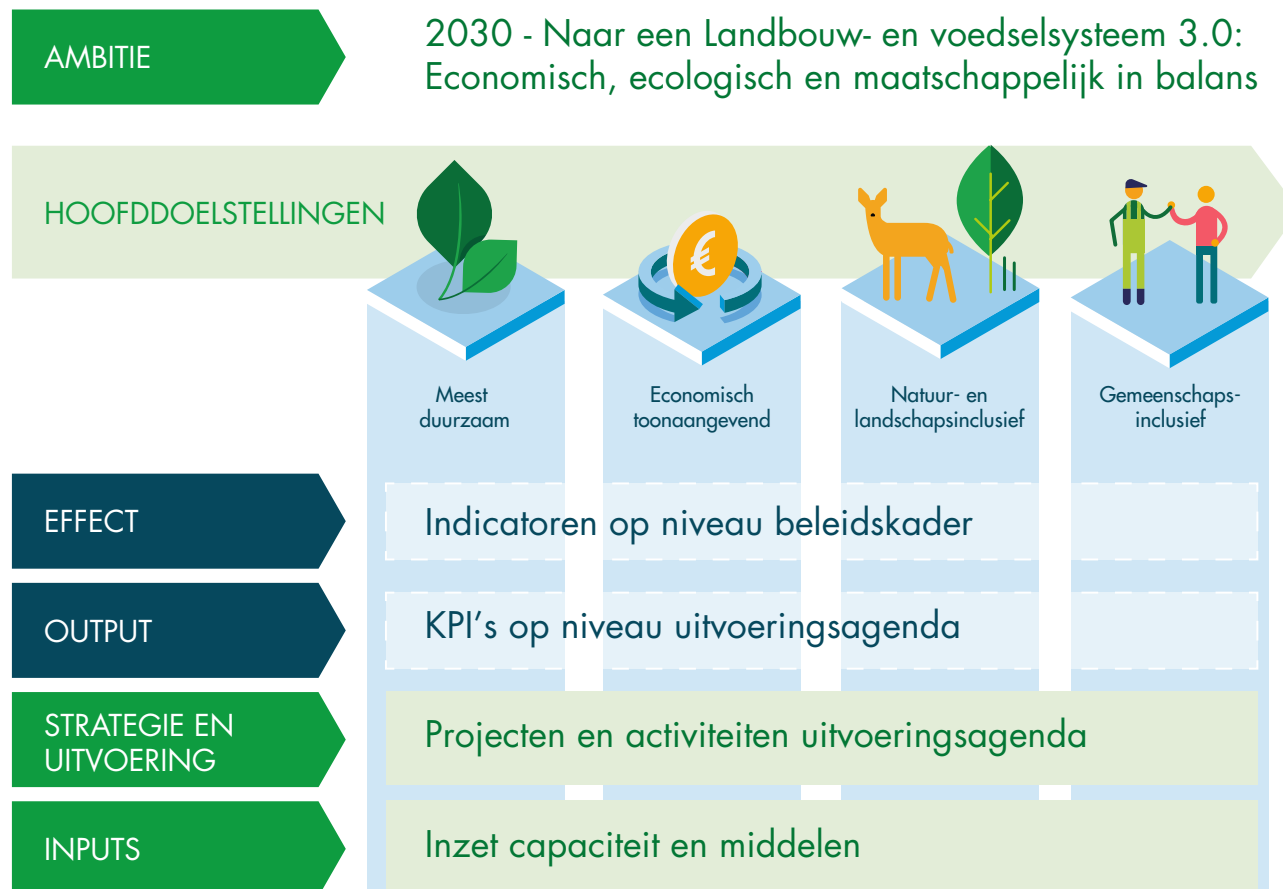 AMBITIE
2030 - Naar een Landbouw- en voedselsysteem 3.0:
Economisch, ecologisch en maatschappelijk in balans
HOOFDDOELSTELLINGEN
€
Meest
duurzaam
Economisch
toonaangevend
Natuur- en
landschapsinclusief
Gemeenschaps-
inclusief
EFFECT
Indicatoren op niveau beleidskader
OUTPUT
KPI's op niveau uitvoeringsagenda
STRATEGIE EN
UITVOERING
Projecten en activiteiten uitvoeringsagenda
INPUTS
Inzet capaciteit en middelen